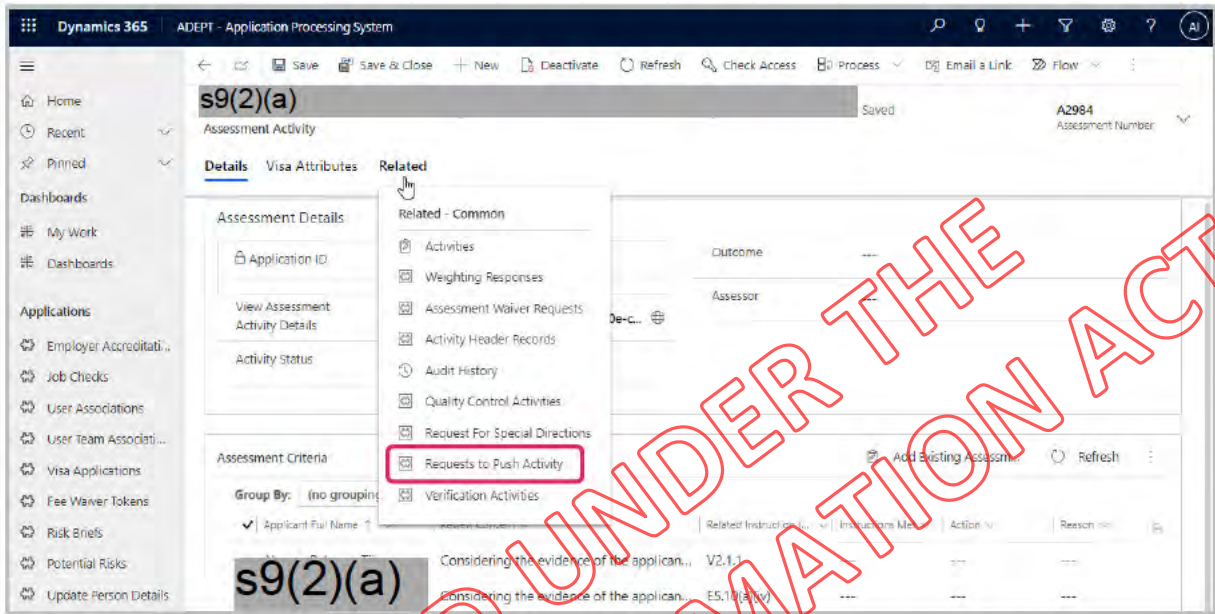 Dynamics 365 ADEPT - Application Processing System AI
Save Save & Close + New Deactivate Refresh Check Access Process Email a Link Flow
Home
Recent
Pinned
Dashboards
My Work
Dashboards
Applications
Employer Accreditati...
Job Checks
User Associations
User Team Associati...
Visa Applications
Fee Waiver Tokens
Risk Briefs
Potential Risks
Update Person Details
s9(2)(a)
Saved
A2984
Assessment Number
Assessment Activity
Details Visa Attributes Related
Related - Common
Activities
Weighting Responses
Assessment Waiver Requests
Activity Header Records
Audit History
Quality Control Activities
Request For Special Directions
Requests to Push Activity
Verification Activities
Assessment Details
Application ID
View Assessment
Activity Details
De-c...
Activity Status
Outcome ---
Assessor ---
Assessment Criteria
Add Existing Assessm... Refresh
Group By: (no grouping
Applicant Full Name ↑ Related Instruction... Instructions Met Action Reason
Considering the evidence of the applican... V2.1.1 --- --- ---
s9(2)(a)
Considering the evidence of the applican... E5.10(a)(iv) --- --- ---
UNDER THE
MATION ACT